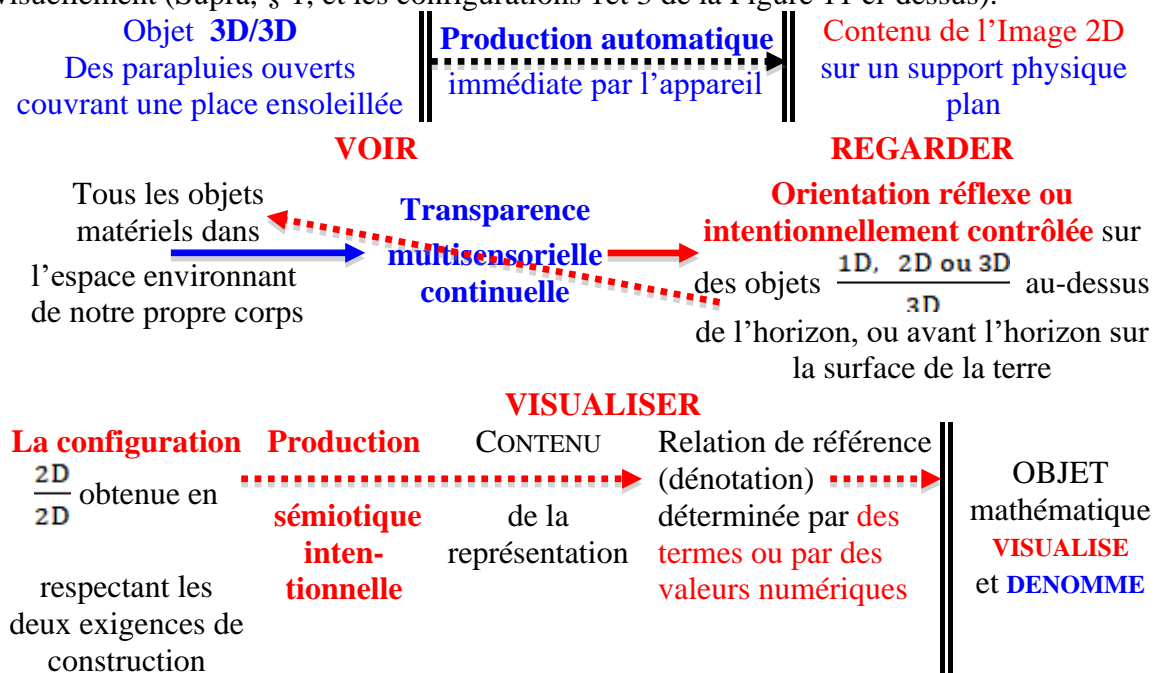 visuellement (Supra, § 1, et les configurations 1et 3 de la Figure 11 ci-dessus).
Objet 3D/3D
Des parapluies ouverts
couvrant une place ensoleillée
Production automatique
immédiate par l’appareil
Contenu de l’Image 2D
sur un support physique
plan
VOIR
REGARDER
Tous les objets
matériels dans
l’espace environnant
de notre propre corps
Transparence
multisensorielle
continuelle
Orientation réflexe ou
intentionnellement contrôlée sur
des objets 1D, 2D ou 3D / 3D au-dessus
de l’horizon, ou avant l’horizon sur
la surface de la terre
VISUALISER
La configuration
2D / 2D obtenue en
respectant les
deux exigences de
construction
Production
sémiotique
inten-
tionnelle
CONTENU
de la
représentation
Relation de référence
(dénotation)
déterminée par des
termes ou par des
valeurs numériques
OBJET
mathématique
VISUALISE
et DENOMME